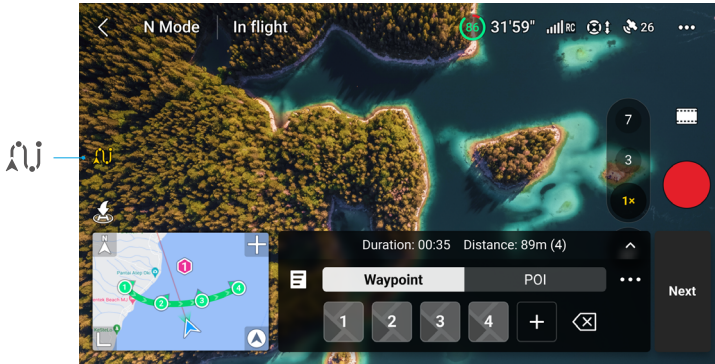 N Mode
In flight
86
31'59"
RC
26
7
3
1×
Duration: 00:35
Distance: 89m (4)
N
1
1
2
3
4
Waypoint
POI
1
2
3
4
Next